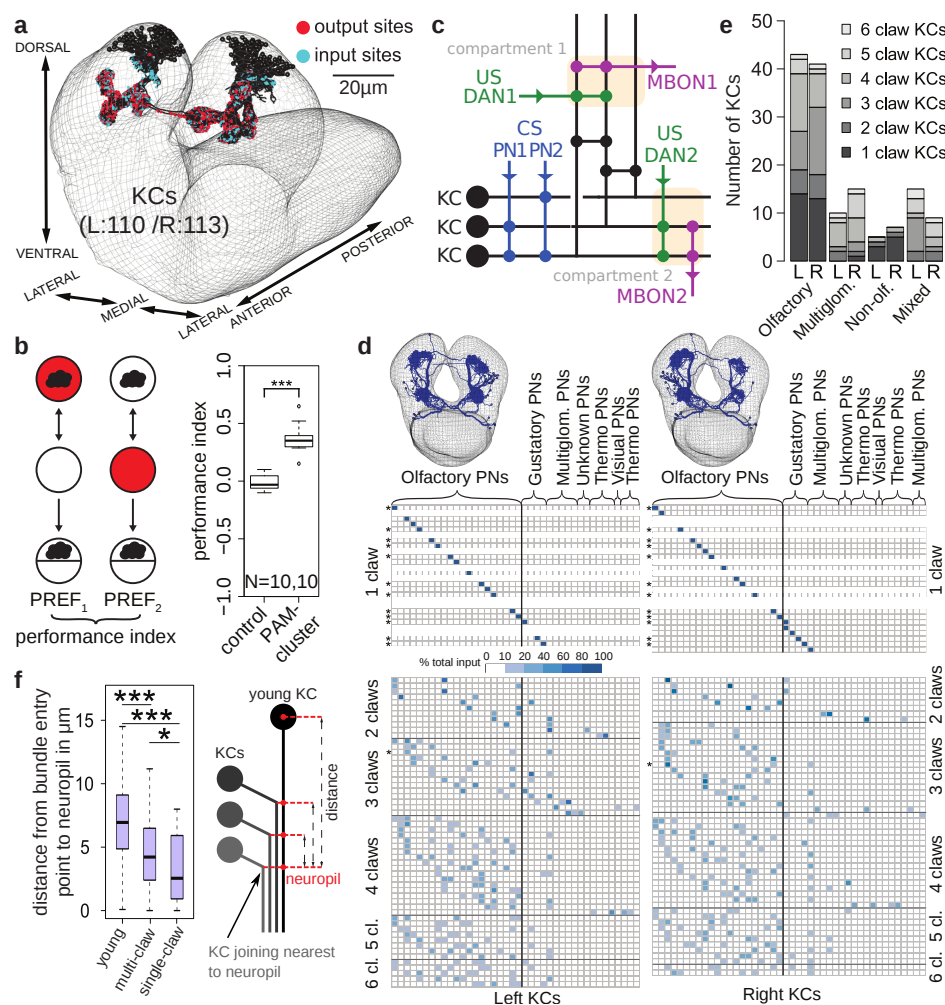 a
output sites
input sites
20µm
DORSAL
VENTRAL
LATERAL
MEDIAL
LATERAL
ANTERIOR
POSTERIOR
KCs
(L:110 /R:113)
b
PREF1
PREF2
performance index
performance index
1.0
0.5
0.0
−0.5
−1.0
***
N=10,10
control
PAM-
cluster
c
compartment 1
US
DAN1
MBON1
CS
PN1 PN2
US
DAN2
KC
KC
KC
compartment 2
MBON2
e
Number of KCs
50
40
30
20
10
0
6 claw KCs
5 claw KCs
4 claw KCs
3 claw KCs
2 claw KCs
1 claw KCs
L R L R L R L R
Olfactory
Multiglom.
Non-olf.
Mixed
d
Olfactory PNs
Gustatory PNs
Multiglom. PNs
Unknown PNs
Thermo PNs
Visual PNs
Thermo PNs
Olfactory PNs
Gustatory PNs
Multiglom. PNs
Unknown PNs
Thermo PNs
Visual PNs
Thermo PNs
Multiglom. PNs
1 claw
1 claw
% total input
0 10 20 40 60 80 100
2 claws
3 claws
4 claws
5 cl.
6 cl.
2 claws
3 claws
4 claws
5 cl.
6 cl.
Left KCs
Right KCs
f
distance from bundle entry
point to neuropil in µm
15
10
5
0
***
***
*
young
multi-claw
single-claw
young KC
KCs
distance
neuropil
KC joining nearest
to neuropil